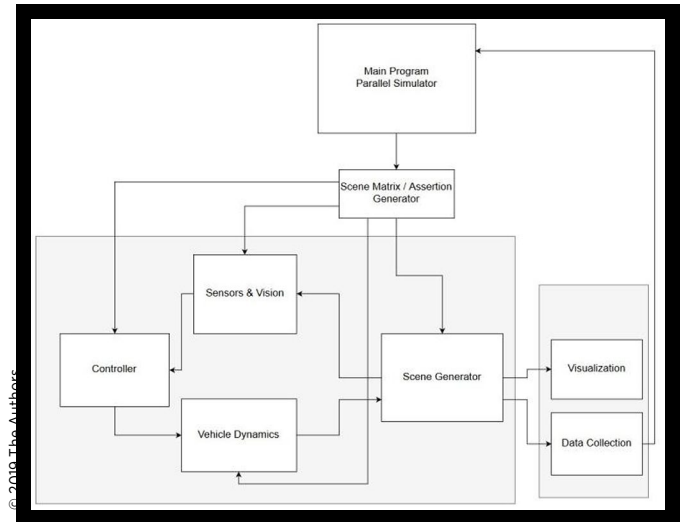 Main Program
Parallel Simulator
Scene Matrix / Assertion
Generator
Sensors & Vision
Controller
Scene Generator
Vehicle Dynamics
Visualization
Data Collection
© 2019 The Authors